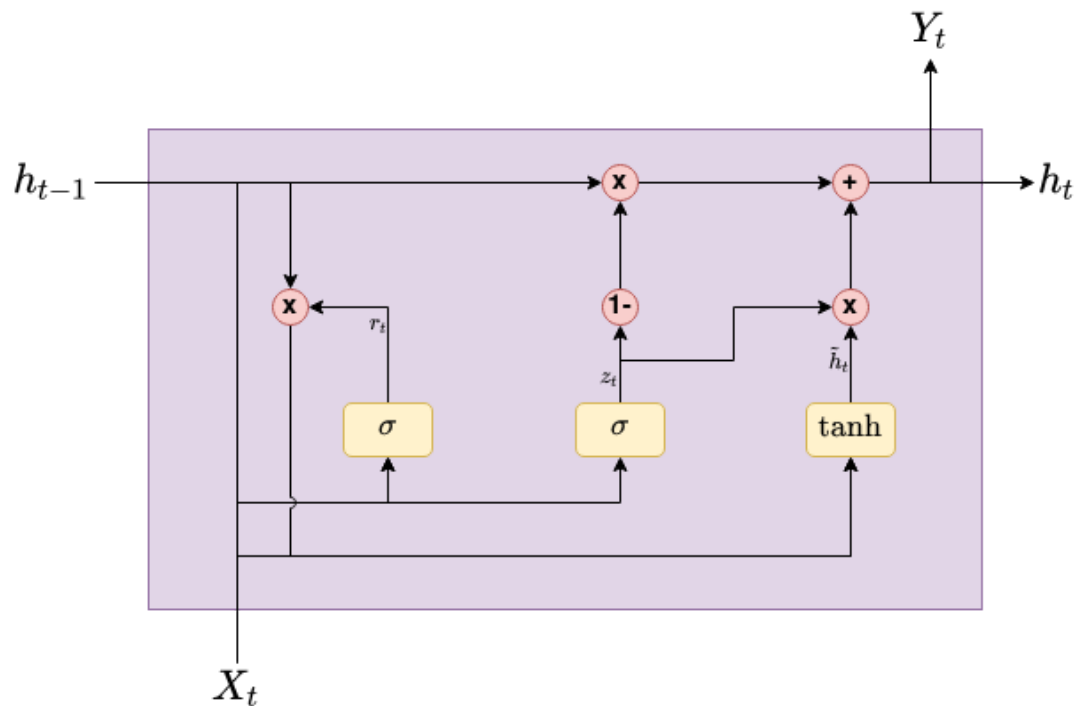 Y_t
h_{t-1}
x
+
h_t
x
r_t
1-
x
z_t
h̃_t
σ
σ
tanh
X_t